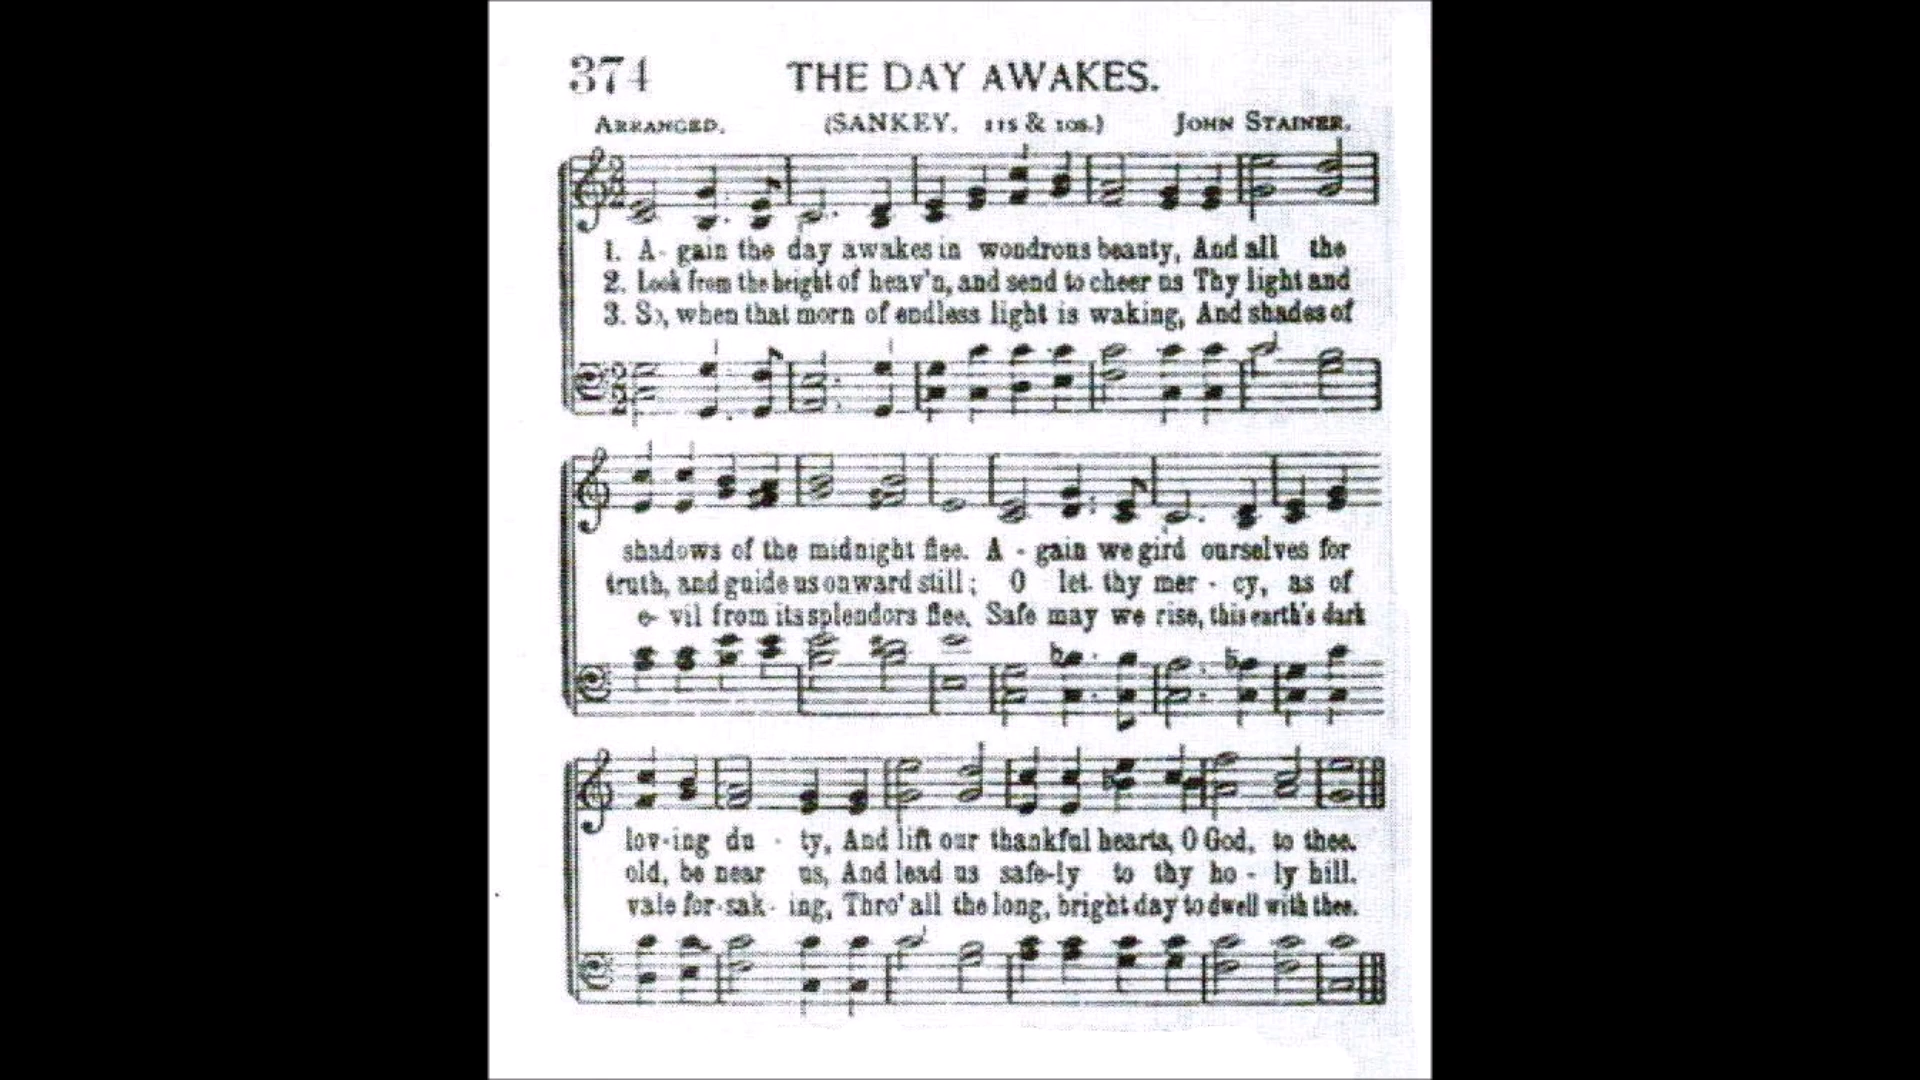 374
THE DAY AWAKES.
ARRANGED. (SANKEY. 11s & 10s.) JOHN STAINER.
1. A- gain the day awakes in wondrous beauty, And all the
2. Look from the height of heav'n, and send to cheer us Thy light and
3. So, when that morn of endless light is waking, And shades of
shadows of the midnight flee. A - gain we gird ourselves for
truth, and guide us onward still; O let thy mer - cy, as of
e- vil from its splendors flee, Safe may we rise, this earth's dark
lov-ing du - ty, And lift our thankful hearts, O God, to thee.
old, be near us, And lead us safe-ly to thy ho - ly hill.
vale for-sak- ing, Thro' all the long, bright day to dwell with thee.